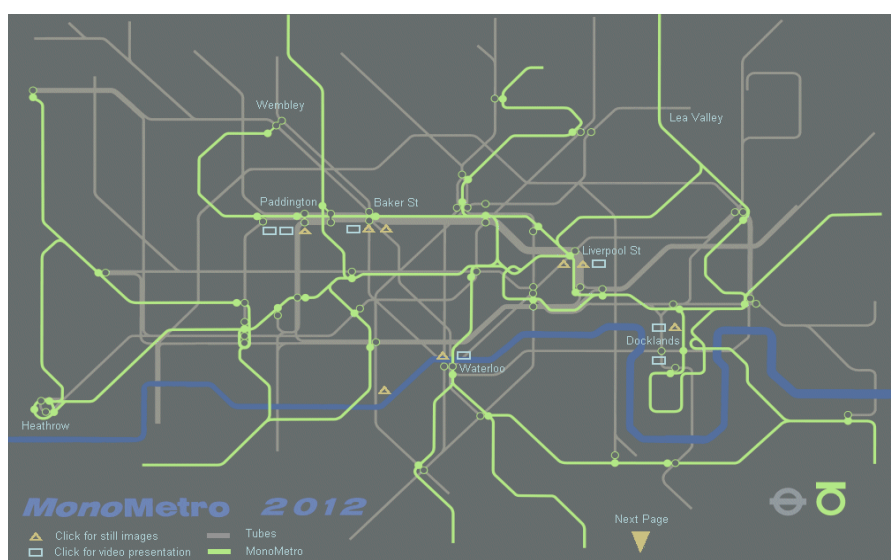 Wembley
Lea Valley
Paddington
Baker St
Liverpool St
Docklands
Waterloo
Heathrow
MonoMetro 2012
Next Page
Click for still images
Tubes
Click for video presentation
MonoMetro